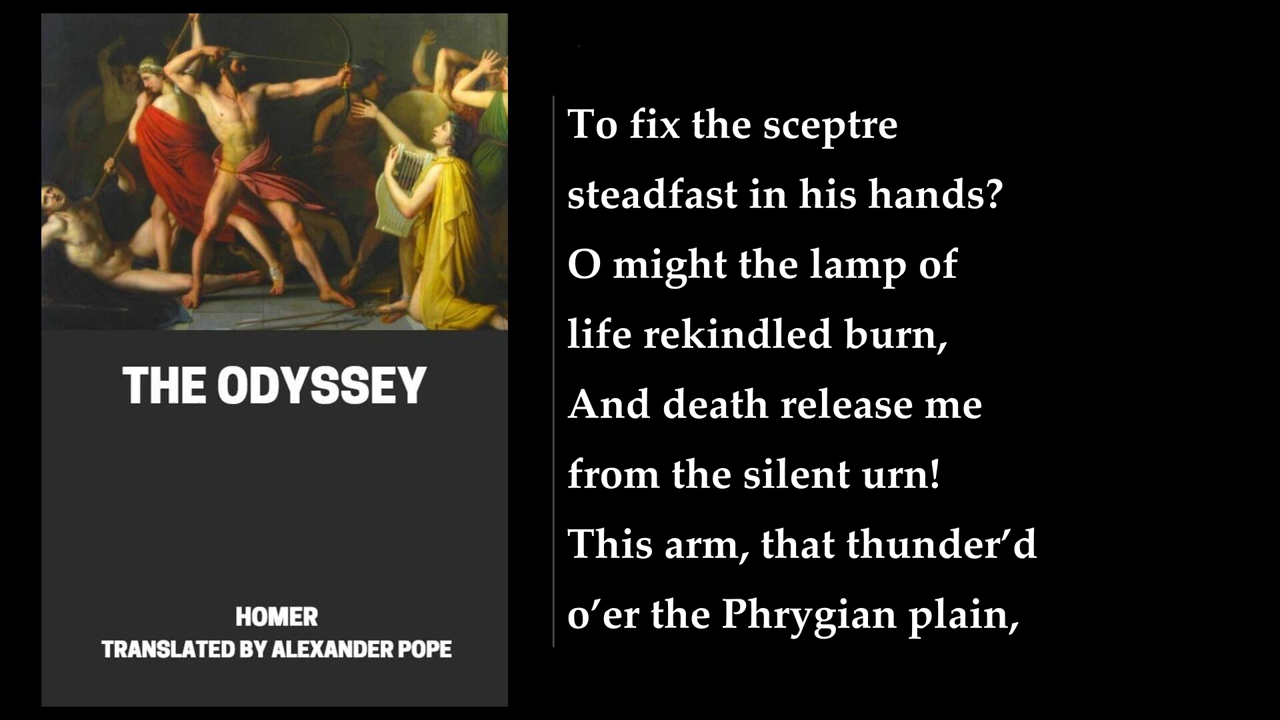 THE ODYSSEY
HOMER
TRANSLATED BY ALEXANDER POPE
To fix the sceptre
steadfast in his hands?
O might the lamp of
life rekindled burn,
And death release me
from the silent urn!
This arm, that thunder’d
o’er the Phrygian plain,